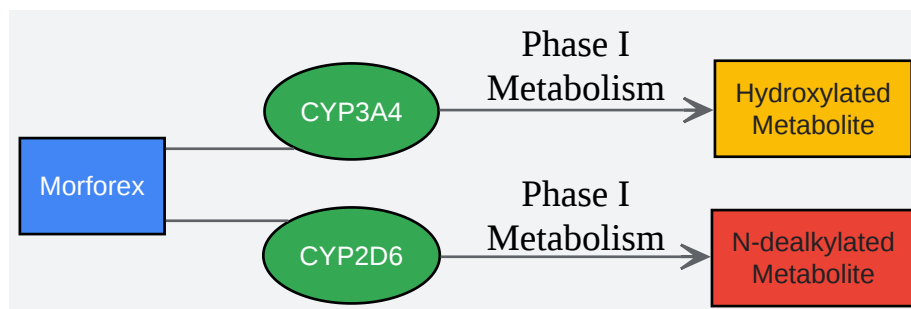 Phase I
Metabolism
CYP3A4
Hydroxylated
Metabolite
Morforex
Phase I
Metabolism
CYP2D6
N-dealkylated
Metabolite